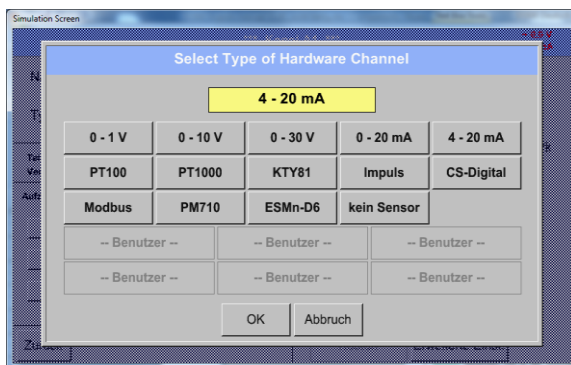 Simulation Screen
Select Type of Hardware Channel
4 - 20 mA
0 - 1 V 0 - 10 V 0 - 30 V 0 - 20 mA 4 - 20 mA
PT100 PT1000 KTY81 Impuls CS-Digital
Modbus PM710 ESMn-D6 kein Sensor
-- Benutzer -- -- Benutzer -- -- Benutzer --
-- Benutzer -- -- Benutzer -- -- Benutzer --
OK Abbruch